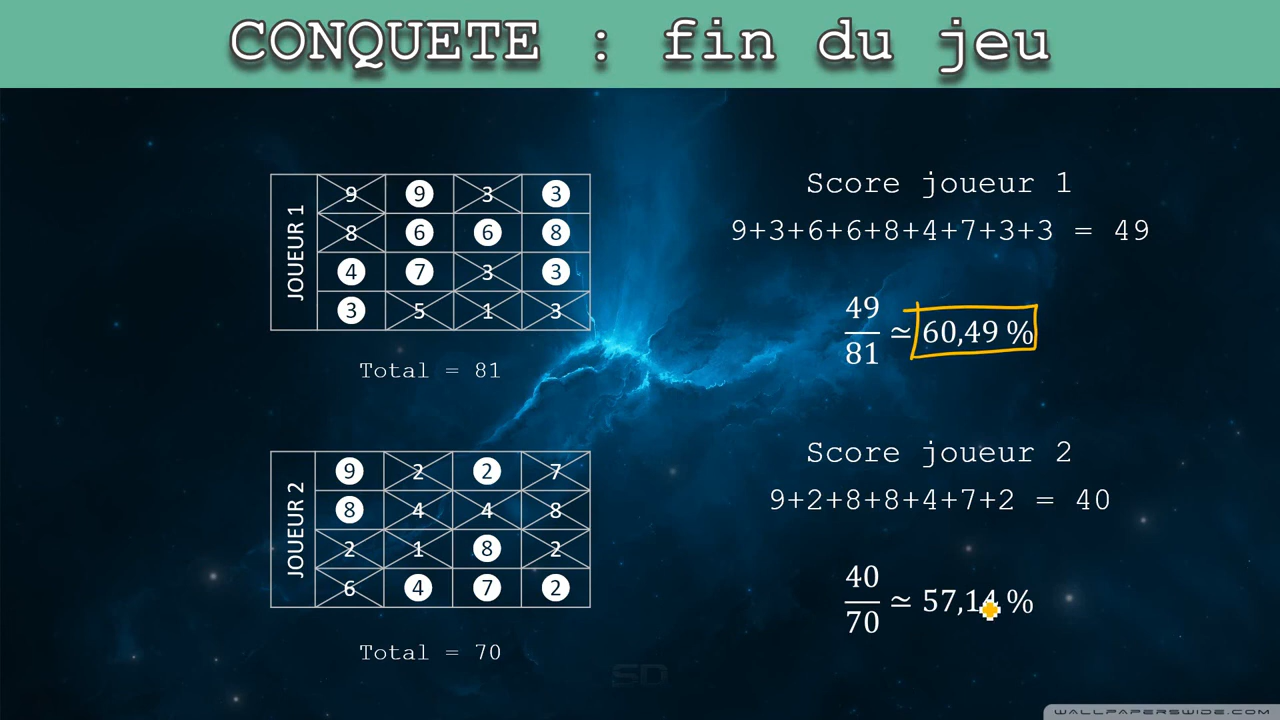 CONQUETE : fin du jeu
JOUEUR 1
9 9 3 3
8 6 6 8
4 7 3 3
3 5 1 3
Total = 81
Score joueur 1
9+3+6+6+8+4+7+3+3 = 49
49
81
≃ 60,49 %
JOUEUR 2
9 2 2 7
8 4 4 8
2 1 8 2
6 4 7 2
Total = 70
Score joueur 2
9+2+8+8+4+7+2 = 40
40
70
≃ 57,14 %
SD
WALLPAPERSWIDE.COM